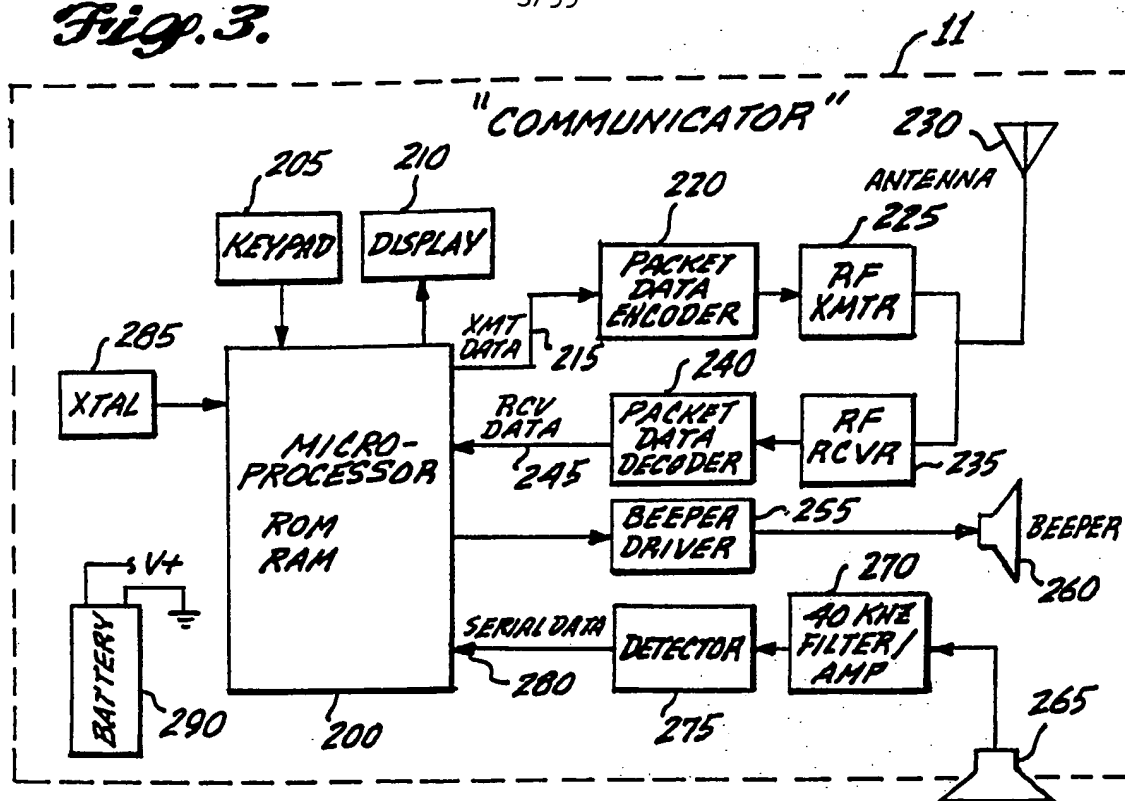 Fig. 3.
3/55
11
"COMMUNICATOR"
230
ANTENNA
205
210
220
225
KEYPAD
DISPLAY
PACKET
DATA
ENCODER
RF
XMTR
XMT
DATA
215
285
XTAL
240
RCV
DATA
245
PACKET
DATA
DECODER
RF
RCVR
235
MICRO-
PROCESSOR
ROM
RAM
BEEPER
DRIVER
255
BEEPER
260
V+
BATTERY
290
200
SERIAL DATA
280
DETECTOR
275
270
40 KHZ
FILTER/
AMP
265